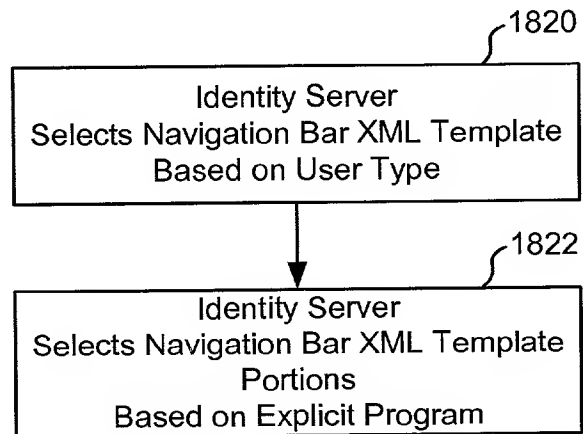 1820
Identity Server
Selects Navigation Bar XML Template
Based on User Type
1822
Identity Server
Selects Navigation Bar XML Template
Portions
Based on Explicit Program